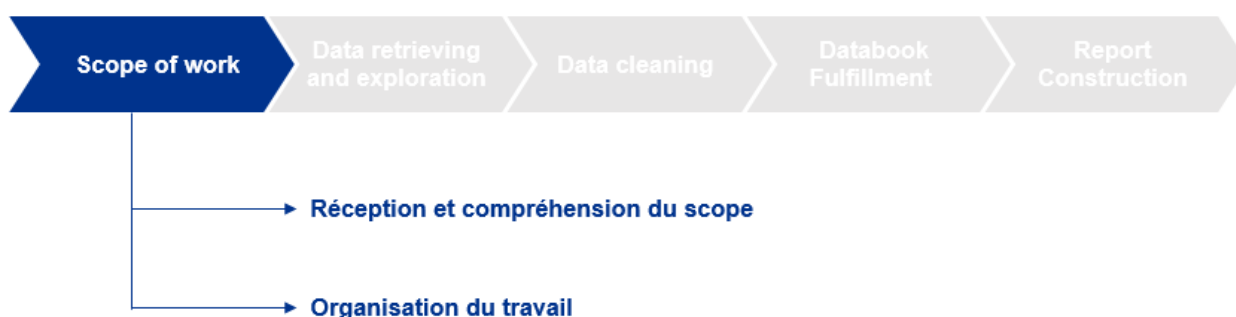 Scope of work
Data retrieving
and exploration
Data cleaning
Databook
Fulfillment
Report
Construction
Réception et compréhension du scope
Organisation du travail